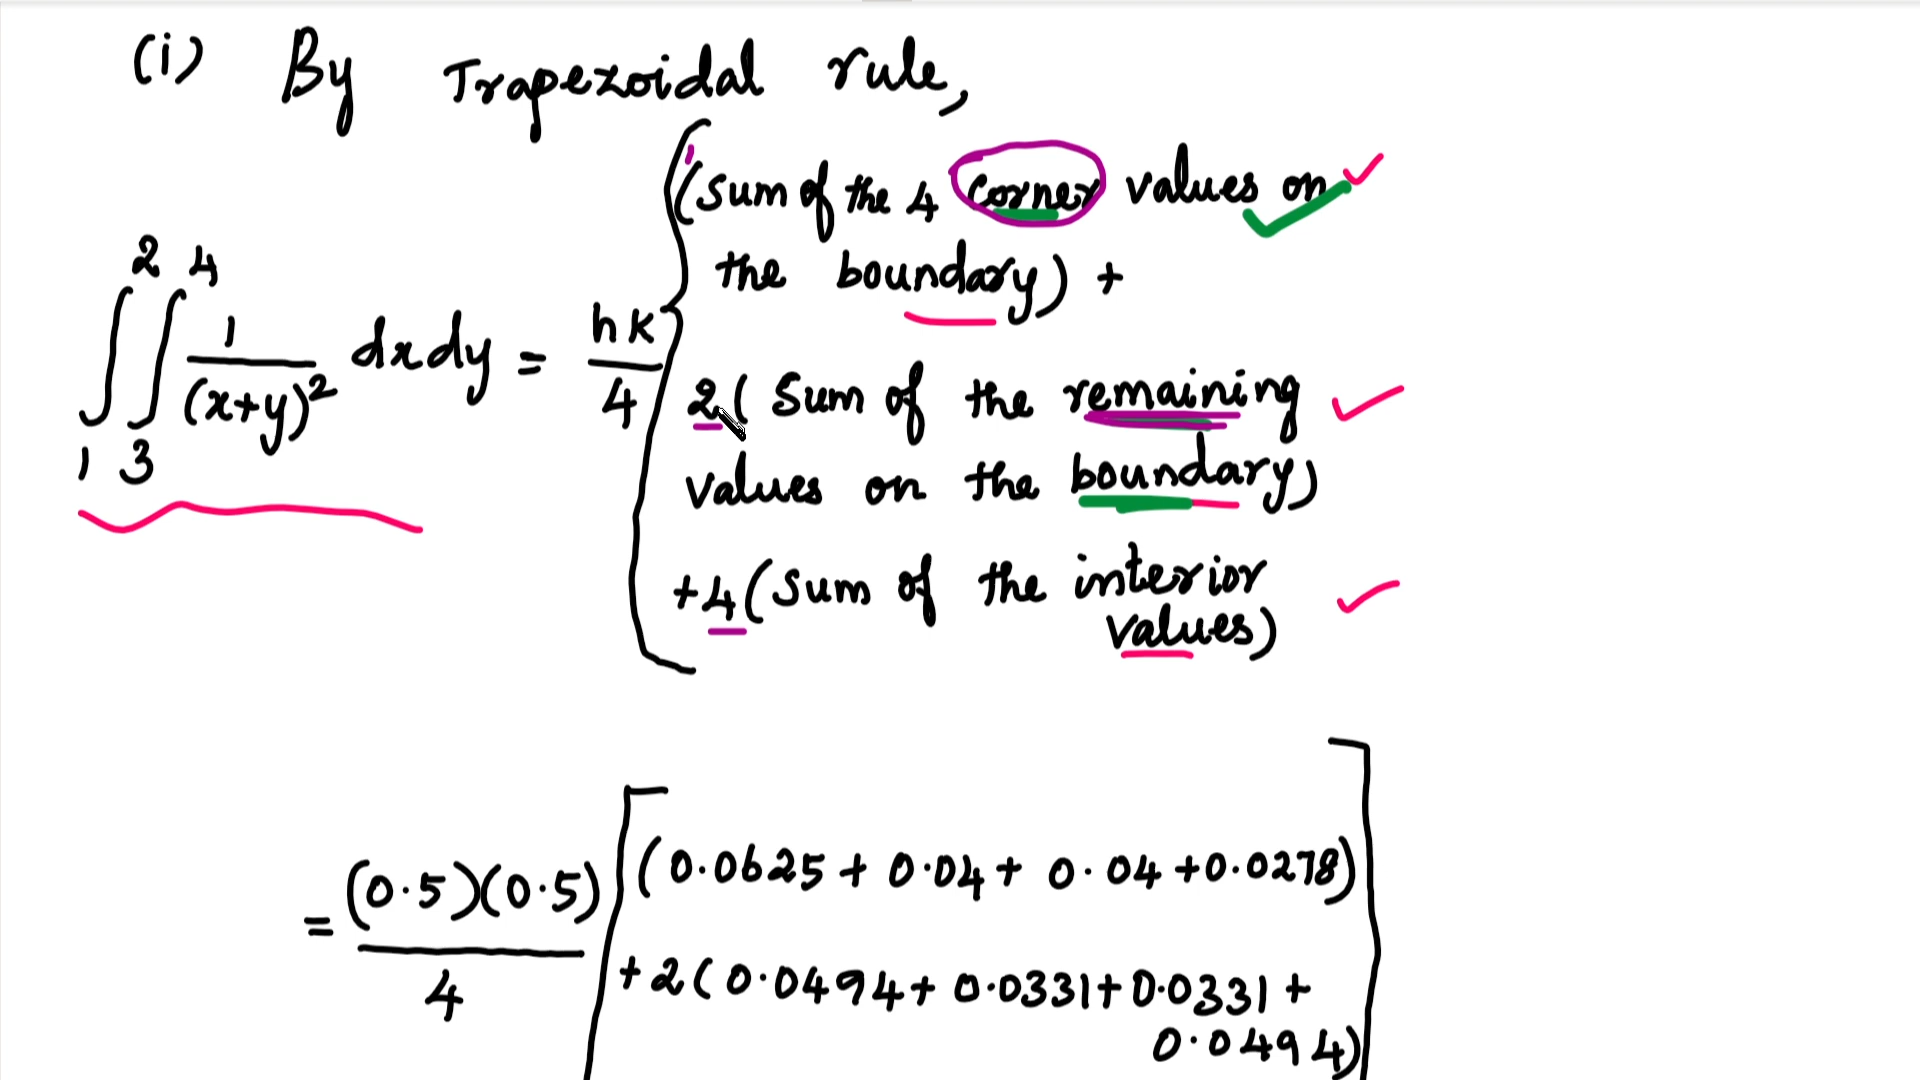 (i) By Trapezoidal rule,
∫₁² ∫₃⁴ 1/(x+y)² dxdy = hk/4 { (sum of the 4 corner values on
the boundary) +
2 ( Sum of the remaining
values on the boundary)
+4 (sum of the interior
values)
= (0.5)(0.5)/4 [ (0.0625 + 0.04 + 0.04 + 0.0278)
+2 ( 0.0494 + 0.0331 + 0.0331 +
0.0494) ]